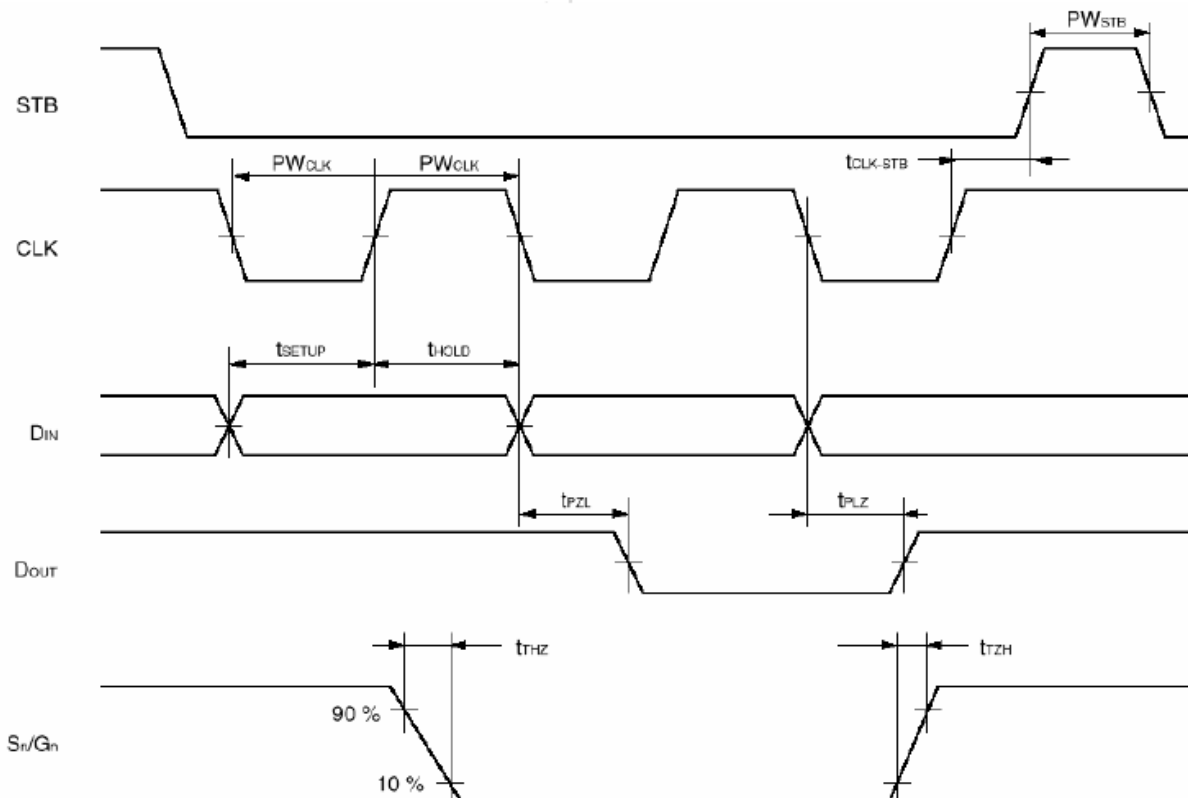 PWSTB
STB
PWCLK PWCLK
tCLK-STB
CLK
tSETUP tHOLD
DIN
tPZL tPLZ
DOUT
tTHZ tTZH
90 %
Sn/Gn
10 %